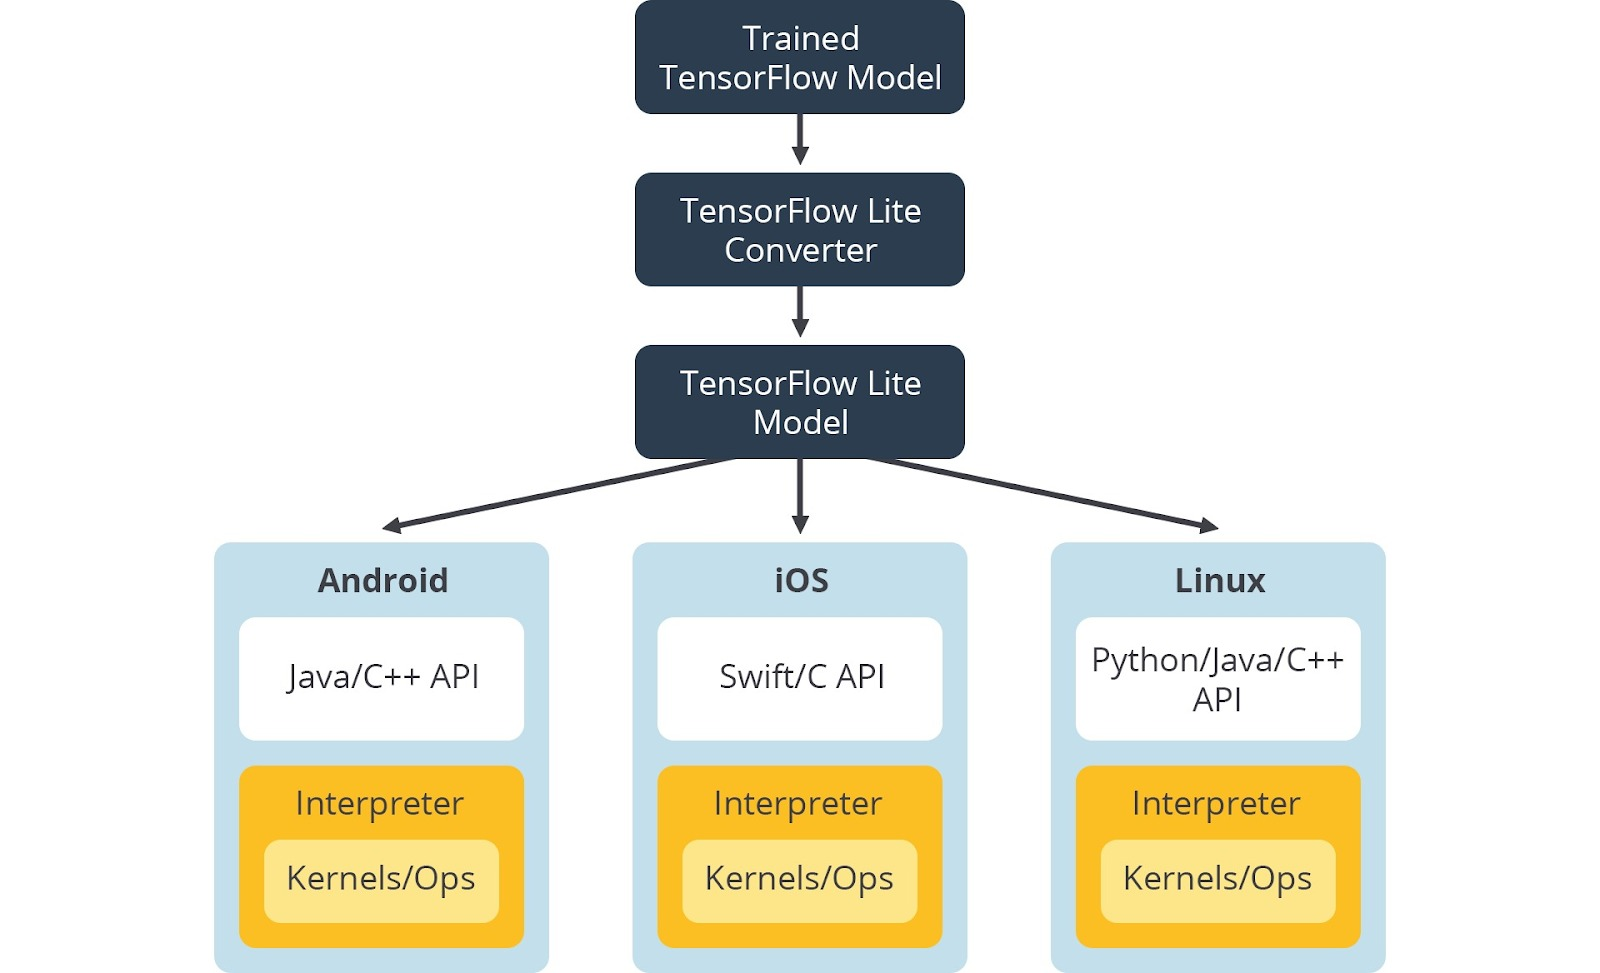 Trained
TensorFlow Model
TensorFlow Lite
Converter
TensorFlow Lite
Model
Android
Java/C++ API
Interpreter
Kernels/Ops
iOS
Swift/C API
Interpreter
Kernels/Ops
Linux
Python/Java/C++
API
Interpreter
Kernels/Ops